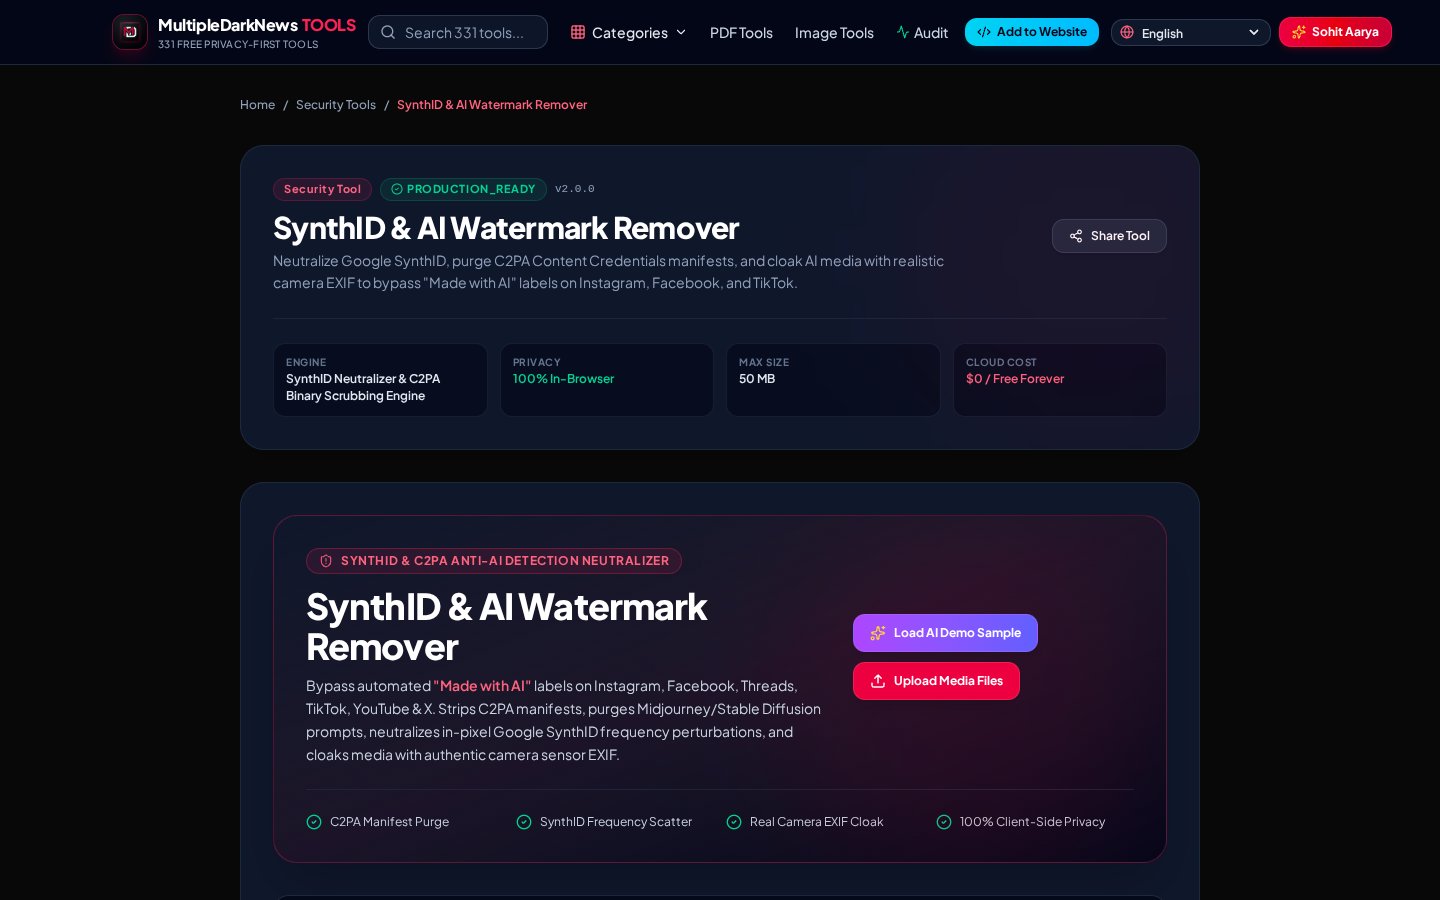 MultipleDarkNews TOOLS
331 FREE PRIVACY-FIRST TOOLS
Search 331 tools...
Categories
PDF Tools
Image Tools
Audit
Add to Website
English
Sohit Aarya
Home / Security Tools / SynthID & AI Watermark Remover
Security Tool
PRODUCTION_READY
v2.0.0
SynthID & AI Watermark Remover
Neutralize Google SynthID, purge C2PA Content Credentials manifests, and cloak AI media with realistic
camera EXIF to bypass "Made with AI" labels on Instagram, Facebook, and TikTok.
Share Tool
ENGINE
SynthID Neutralizer & C2PA
Binary Scrubbing Engine
PRIVACY
100% In-Browser
MAX SIZE
50 MB
CLOUD COST
$0 / Free Forever
SYNTHID & C2PA ANTI-AI DETECTION NEUTRALIZER
SynthID & AI Watermark
Remover
Bypass automated "Made with AI" labels on Instagram, Facebook, Threads,
TikTok, YouTube & X. Strips C2PA manifests, purges Midjourney/Stable Diffusion
prompts, neutralizes in-pixel Google SynthID frequency perturbations, and
cloaks media with authentic camera sensor EXIF.
Load AI Demo Sample
Upload Media Files
C2PA Manifest Purge
SynthID Frequency Scatter
Real Camera EXIF Cloak
100% Client-Side Privacy